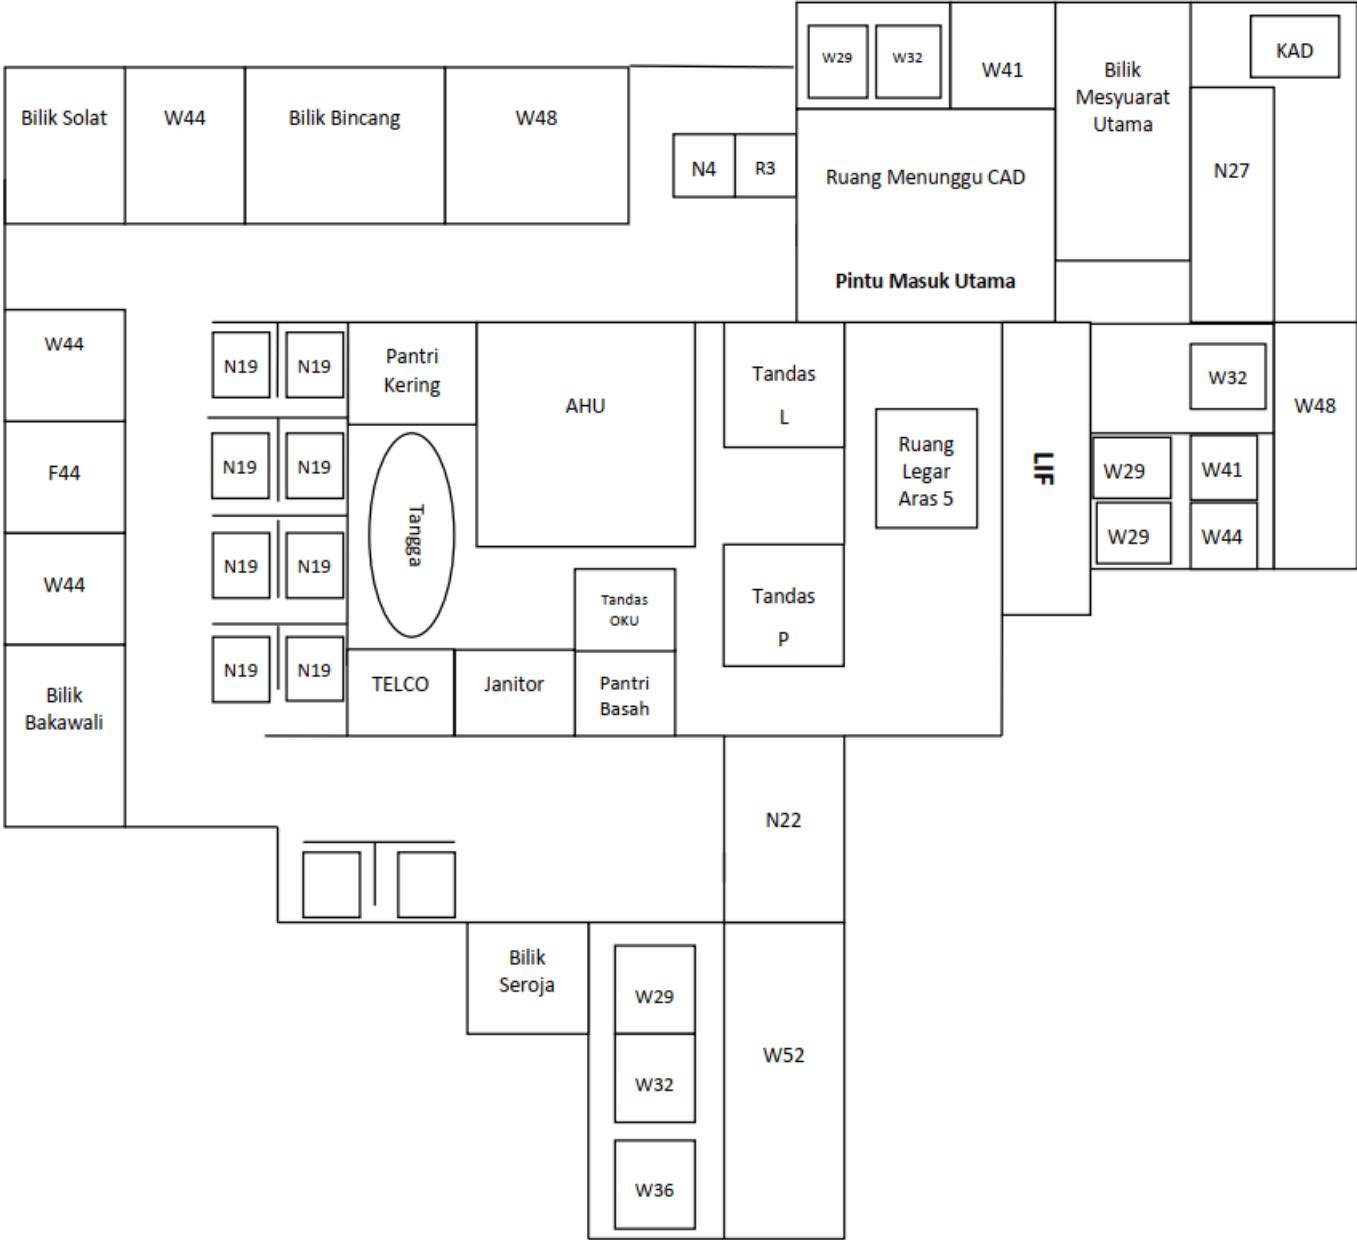 W29
W32
W41
Bilik
Mesyuarat
Utama
KAD
Bilik Solat
W44
Bilik Bincang
W48
N4
R3
Ruang Menunggu CAD
N27
Pintu Masuk Utama
W44
N19
N19
Pantri
Kering
AHU
Tandas
L
W32
W48
F44
N19
N19
Tangga
Ruang
Legar
Aras 5
LIF
W29
W41
W29
W44
W44
N19
N19
Tandas
OKU
Tandas
P
Bilik
Bakawali
N19
N19
TELCO
Janitor
Pantri
Basah
N22
Bilik
Seroja
W29
W52
W32
W36